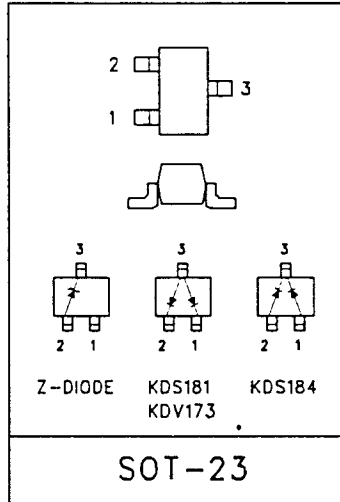 2
3
1
3 3 3
2 1 2 1 2 1
Z-DIODE KDS181 KDS184
KDV173
SOT-23